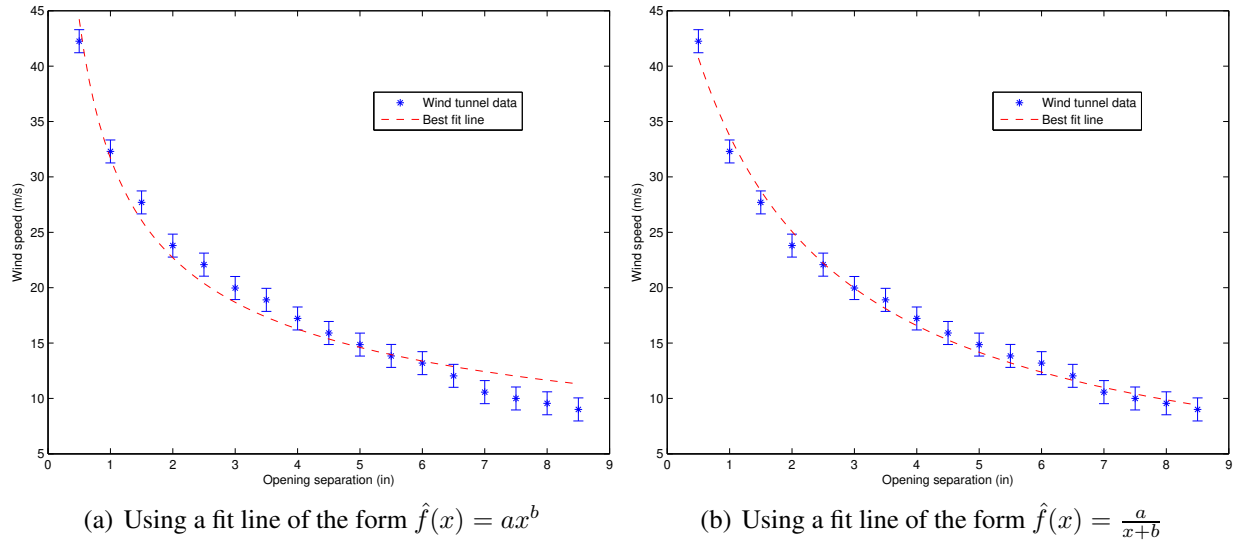 45
40
35
30
25
20
15
10
5
Wind speed (m/s)
Wind tunnel data
Best fit line
0 1 2 3 4 5 6 7 8 9
Opening separation (in)
(a) Using a fit line of the form f̂(x) = ax^b
45
40
35
30
25
20
15
10
5
Wind speed (m/s)
Wind tunnel data
Best fit line
0 1 2 3 4 5 6 7 8 9
Opening separation (in)
(b) Using a fit line of the form f̂(x) = a/(x+b)